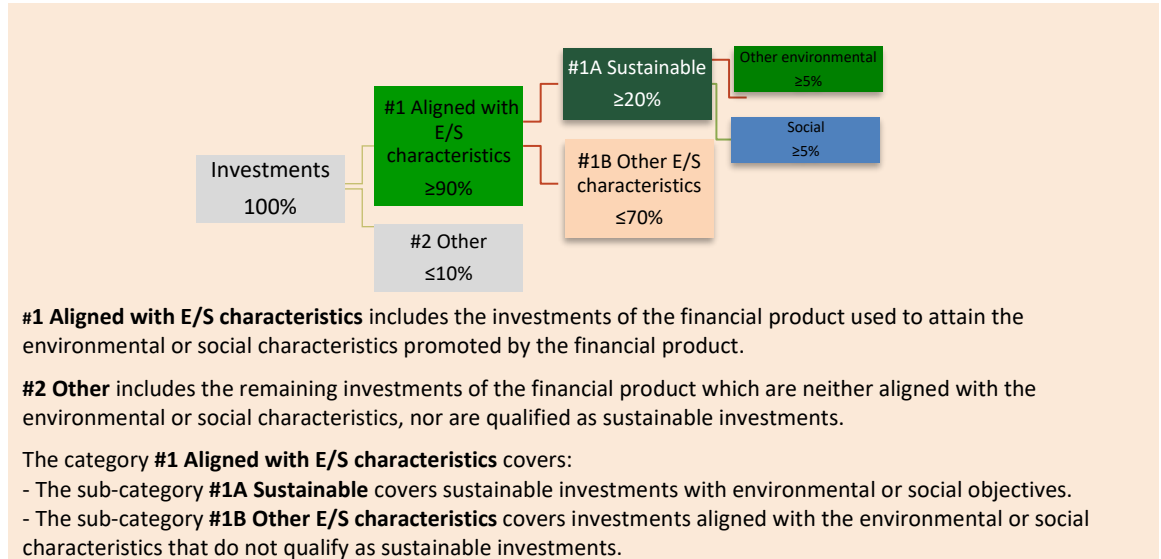 Investments
100%
#1 Aligned with
E/S
characteristics
≥90%
#2 Other
≤10%
#1A Sustainable
≥20%
#1B Other E/S
characteristics
≤70%
Other environmental
≥5%
Social
≥5%
#1 Aligned with E/S characteristics includes the investments of the financial product used to attain the
environmental or social characteristics promoted by the financial product.
#2 Other includes the remaining investments of the financial product which are neither aligned with the
environmental or social characteristics, nor are qualified as sustainable investments.
The category #1 Aligned with E/S characteristics covers:
- The sub-category #1A Sustainable covers sustainable investments with environmental or social objectives.
- The sub-category #1B Other E/S characteristics covers investments aligned with the environmental or social
characteristics that do not qualify as sustainable investments.